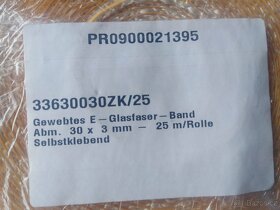 PR0900021395
33630030ZK/25
Gewebtes E-Glasfaser-Band
Abm. 30 x 3 mm- 25 m/Rolle
Selbstklebend